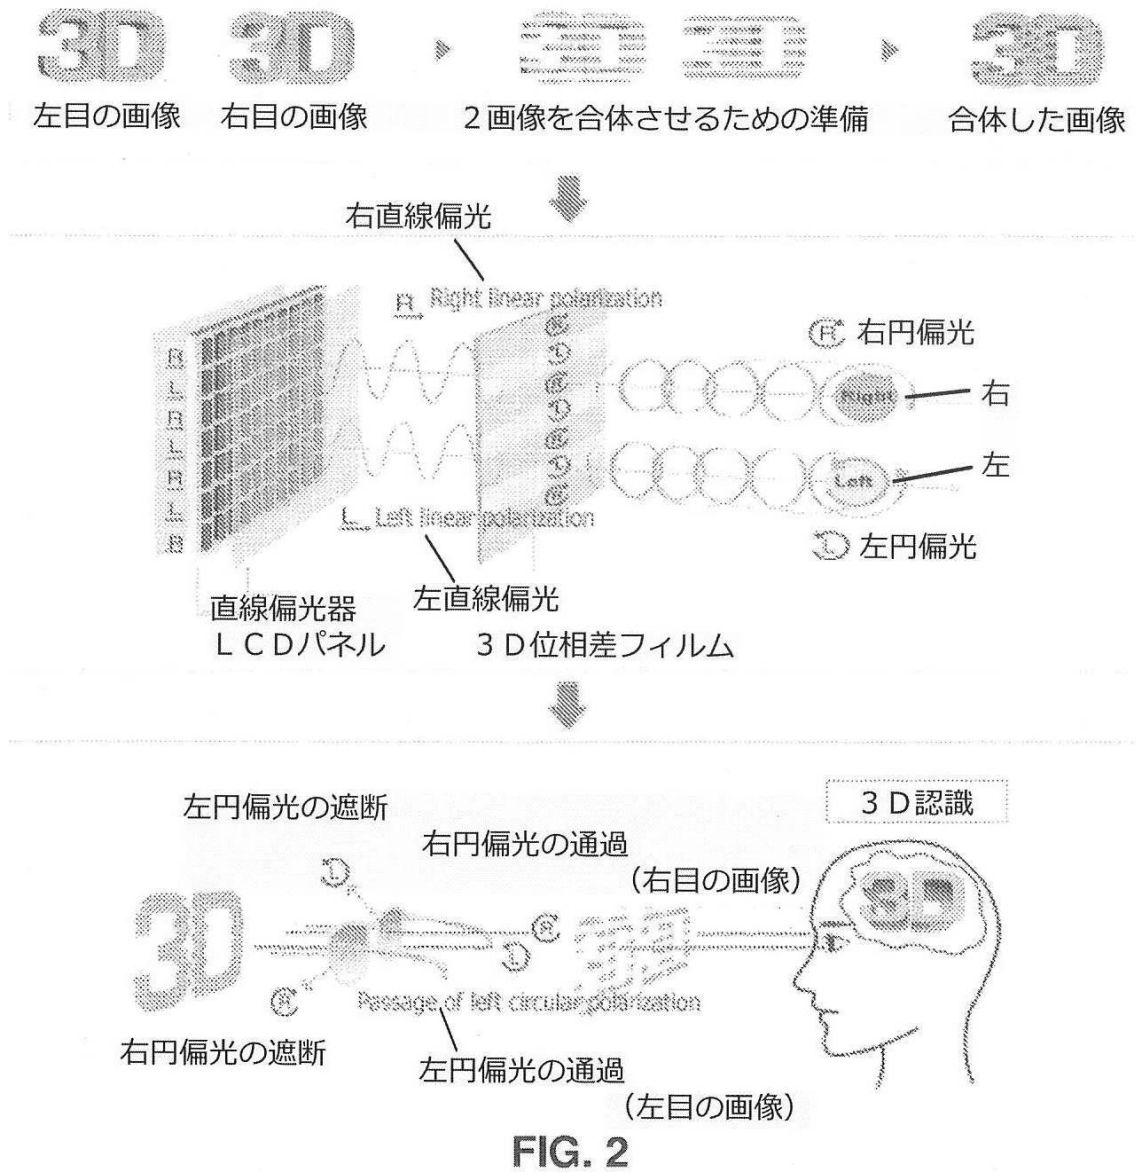 3D 3D 3D 3D 3D
左目の画像 右目の画像 2画像を合体させるための準備 合体した画像
右直線偏光
R Right linear polarization
R 右円偏光
R
L
R
L
R
L
R
R
L
R
L
R
L
R
Right 右
Left 左
L Left linear polarization
L 左円偏光
左直線偏光
直線偏光器
LCDパネル 3D位相差フィルム
左円偏光の遮断
3D認識
右円偏光の通過
(右目の画像)
L
3D
3D
R
L
3D
R
Passage of left circular polarization
右円偏光の遮断
左円偏光の通過
(左目の画像)
FIG. 2